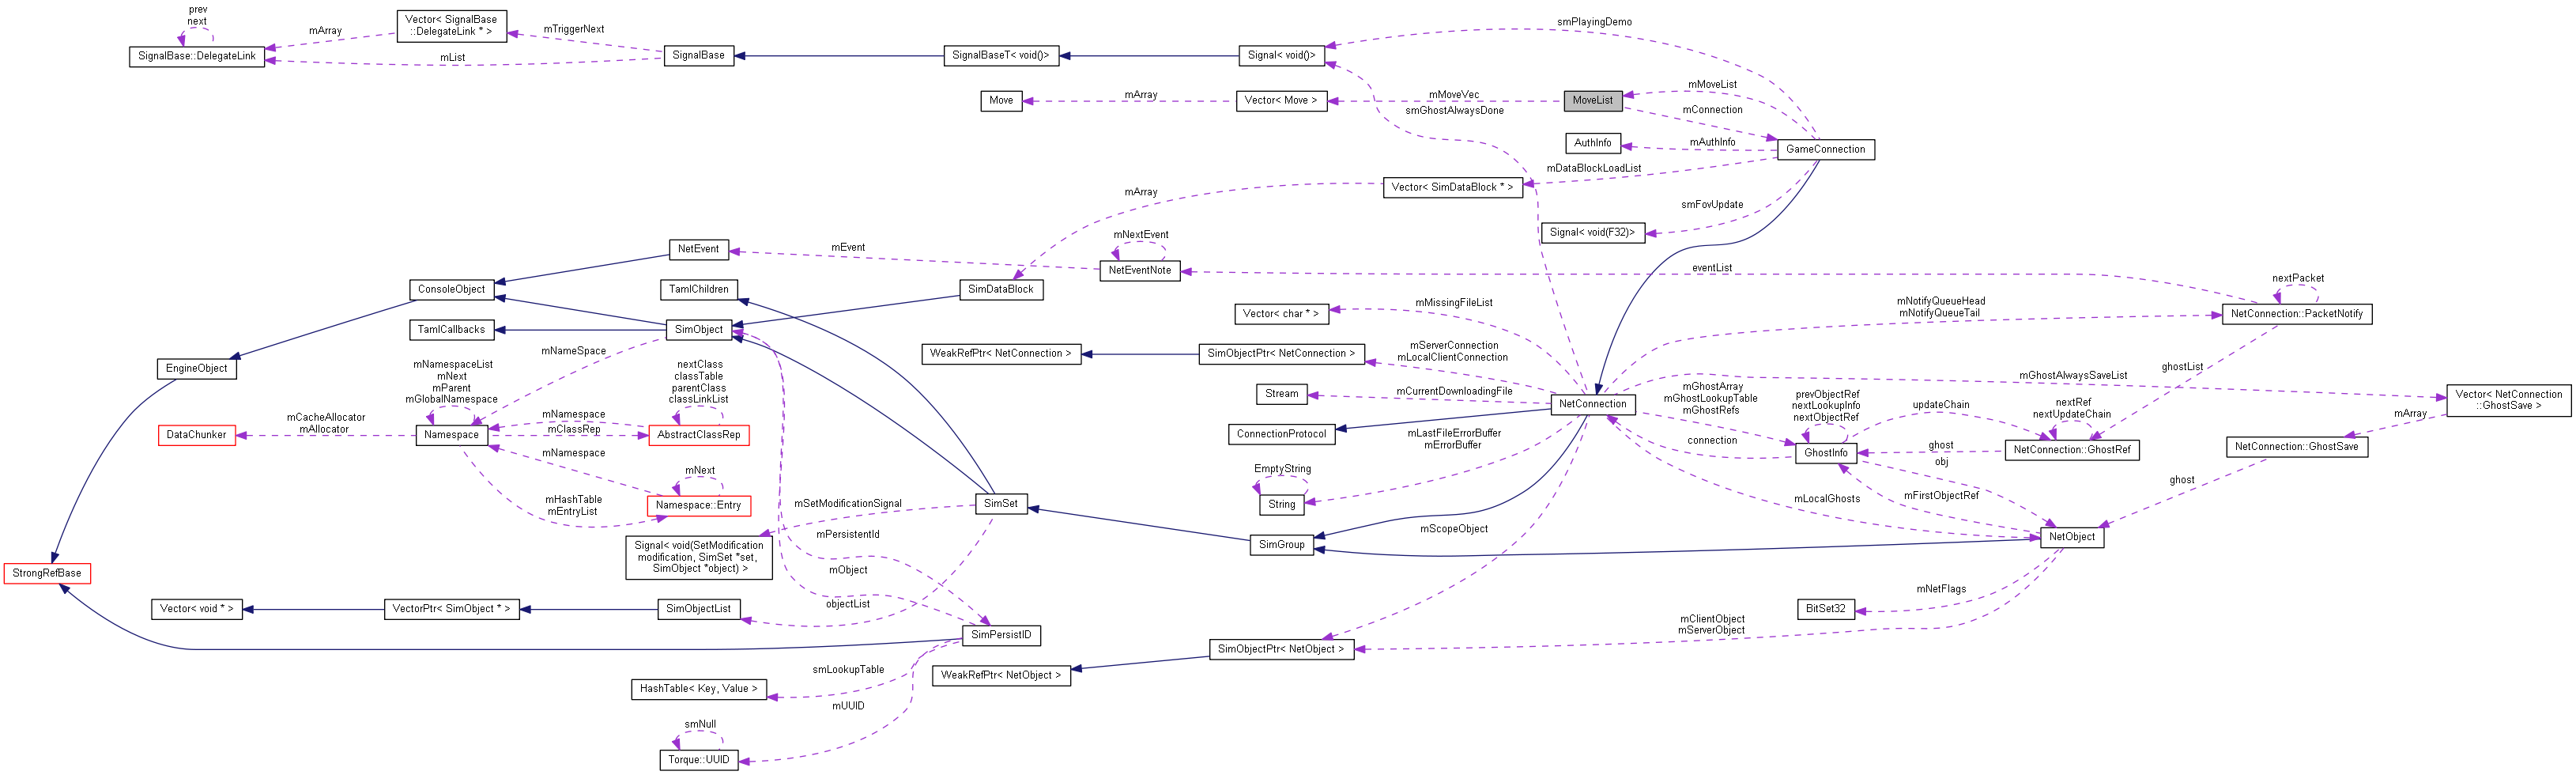 prev
next
SignalBase::DelegateLink
mArray
Vector< SignalBase
::DelegateLink * >
mTriggerNext
mList
SignalBase
SignalBaseT< void()>
Signal< void()>
smPlayingDemo
Move
mArray
Vector< Move >
mMoveVec
smGhostAlwaysDone
MoveList
mMoveList
mConnection
AuthInfo
mAuthInfo
GameConnection
mDataBlockLoadList
mArray
Vector< SimDataBlock * >
smFovUpdate
Signal< void(F32)>
NetEvent
mEvent
mNextEvent
NetEventNote
eventList
nextPacket
NetConnection::PacketNotify
ConsoleObject
TamlChildren
SimDataBlock
mMissingFileList
Vector< char * >
mNotifyQueueHead
mNotifyQueueTail
TamlCallbacks
SimObject
mNameSpace
WeakRefPtr< NetConnection >
SimObjectPtr< NetConnection >
mServerConnection
mLocalClientConnection
ghostList
EngineObject
mNamespaceList
mNext
mParent
mGlobalNamespace
nextClass
classTable
parentClass
classLinkList
Stream
mCurrentDownloadingFile
NetConnection
mGhostAlwaysSaveList
Vector< NetConnection
::GhostSave >
mGhostArray
mGhostLookupTable
mGhostRefs
prevObjectRef
nextLookupInfo
nextObjectRef
updateChain
nextRef
nextUpdateChain
mArray
DataChunker
mCacheAllocator
mAllocator
Namespace
mNamespace
mClassRep
AbstractClassRep
ConnectionProtocol
mLastFileErrorBuffer
mErrorBuffer
connection
GhostInfo
ghost
obj
NetConnection::GhostRef
NetConnection::GhostSave
mNamespace
mNext
Namespace::Entry
mHashTable
mEntryList
EmptyString
String
mLocalGhosts
mFirstObjectRef
ghost
SimSet
mSetModificationSignal
mPersistentId
Signal< void(SetModification
modification, SimSet *set,
SimObject *object) >
SimGroup
mScopeObject
NetObject
StrongRefBase
mObject
mNetFlags
BitSet32
Vector< void * >
VectorPtr< SimObject * >
SimObjectList
objectList
SimPersistID
mClientObject
mServerObject
SimObjectPtr< NetObject >
WeakRefPtr< NetObject >
smLookupTable
HashTable< Key, Value >
mUUID
smNull
Torque::UUID